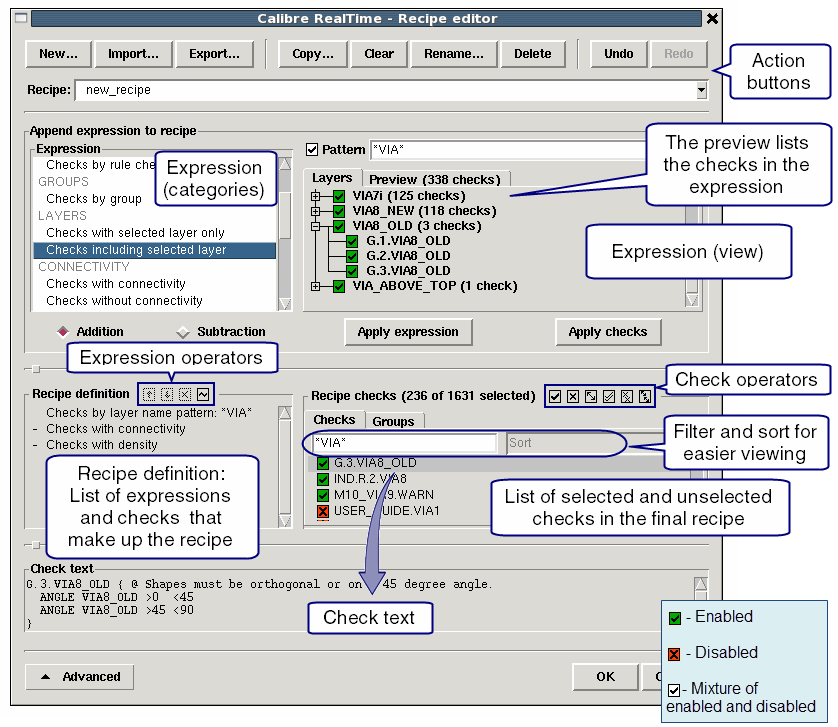 Calibre RealTime - Recipe editor
New... Import... Export... Copy... Clear Rename... Delete Undo Redo
Action
buttons
Recipe: new_recipe
Append expression to recipe
Expression
Checks by rule che
GROUPS
Checks by group
LAYERS
Checks with selected layer only
Checks including selected layer
CONNECTIVITY
Checks with connectivity
Checks without connectivity
Expression
(categories)
Pattern *VIA*
Layers Preview (338 checks)
VIA7i (125 checks)
VIA8_NEW (118 checks)
VIA8_OLD (3 checks)
G.1.VIA8_OLD
G.2.VIA8_OLD
G.3.VIA8_OLD
VIA_ABOVE_TOP (1 check)
The preview lists
the checks in the
expression
Expression (view)
Addition Subtraction Apply expression Apply checks
Expression operators
Recipe definition
Checks by layer name pattern: *VIA*
- Checks with connectivity
- Checks with density
Recipe definition:
List of expressions
and checks that
make up the recipe
Recipe checks (236 of 1631 selected)
Check operators
Checks Groups
*VIA* Sort
Filter and sort for
easier viewing
G.3.VIA8_OLD
IND.R.2.VIA8
M10_VIA9.WARN
USER_GUIDE.VIA1
List of selected and unselected
checks in the final recipe
Check text
G.3.VIA8_OLD { @ Shapes must be orthogonal or on 45 degree angle.
ANGLE VIA8_OLD >0 <45
ANGLE VIA8_OLD >45 <90
}
Check text
Advanced OK C
- Enabled
- Disabled
- Mixture of
enabled and disabled